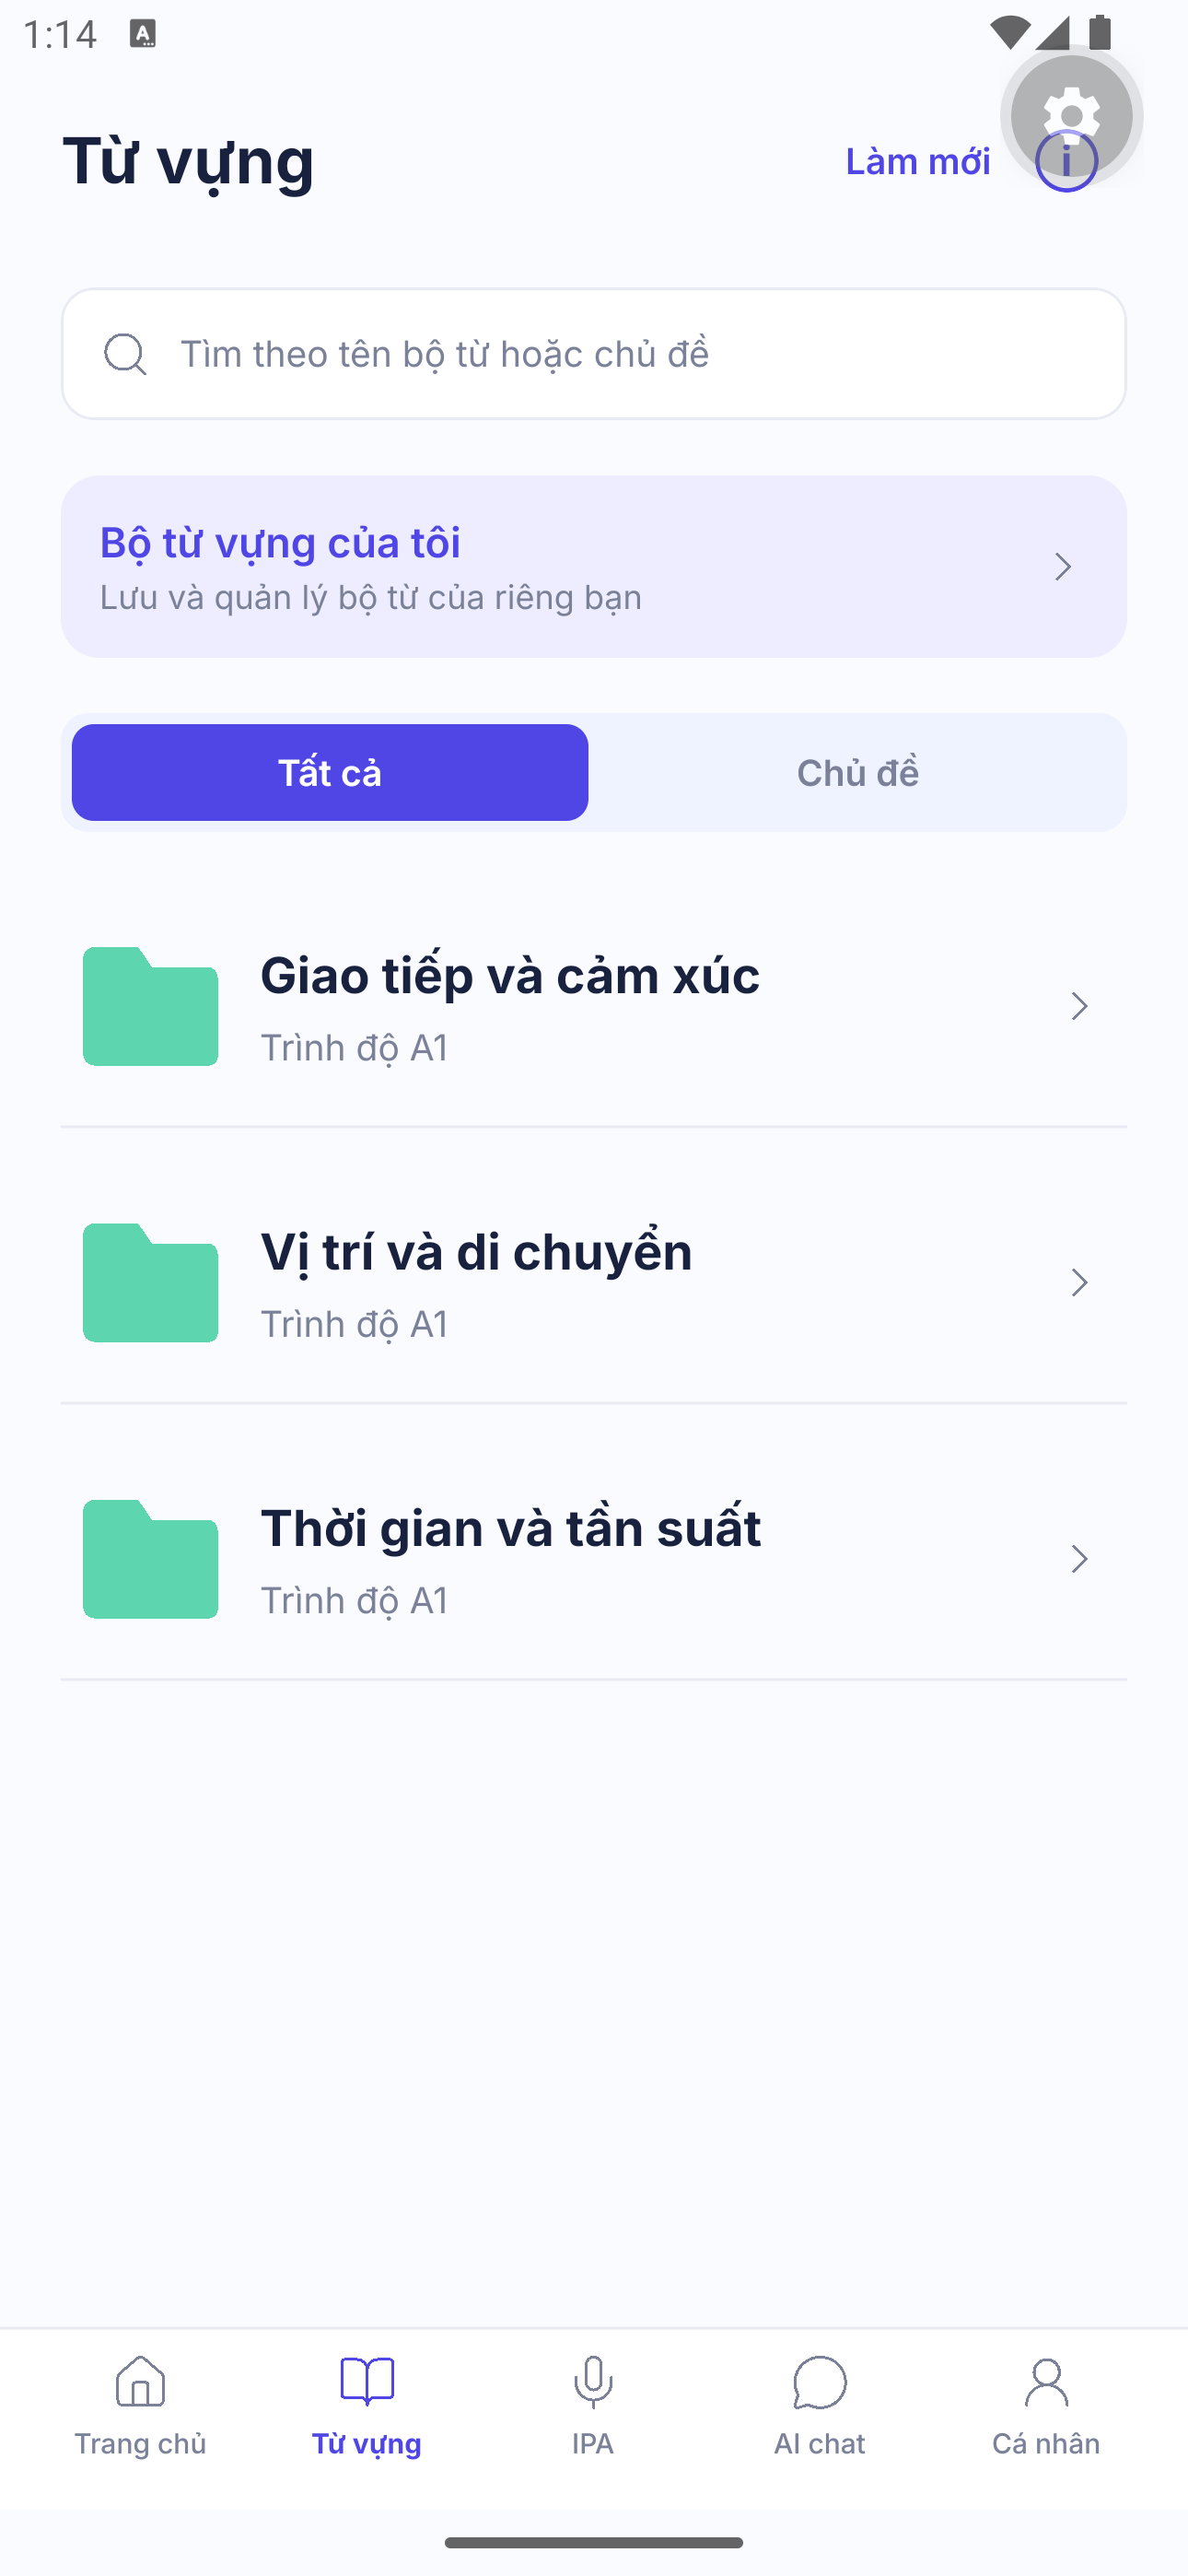 1:14
Từ vựng
Làm mới
Tìm theo tên bộ từ hoặc chủ đề
Bộ từ vựng của tôi
Lưu và quản lý bộ từ của riêng bạn
Tất cả
Chủ đề
Giao tiếp và cảm xúc
Trình độ A1
Vị trí và di chuyển
Trình độ A1
Thời gian và tần suất
Trình độ A1
Trang chủ
Từ vựng
IPA
AI chat
Cá nhân